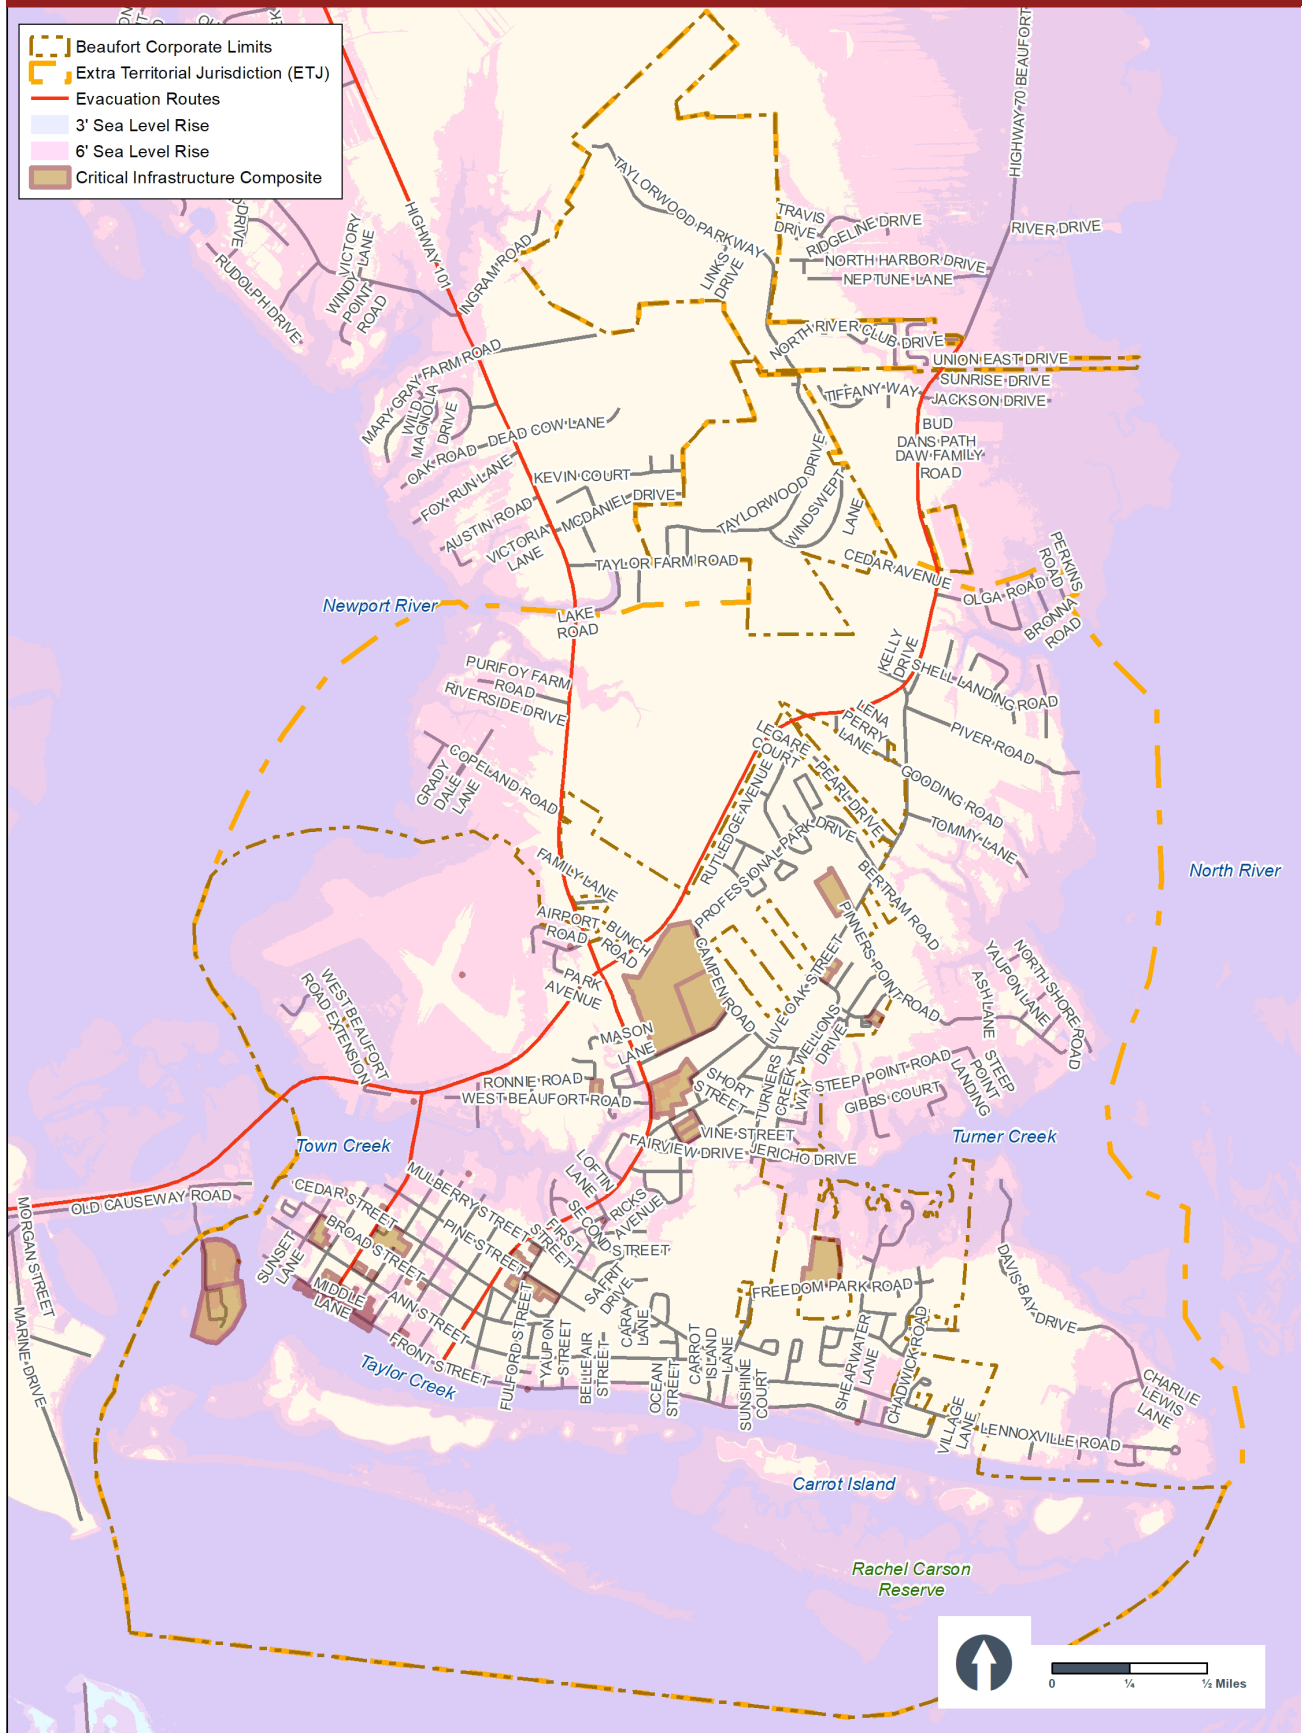 Beaufort Corporate Limits
Extra Territorial Jurisdiction (ETJ)
Evacuation Routes
3' Sea Level Rise
6' Sea Level Rise
Critical Infrastructure Composite
HIGHWAY 70 BEAUFORT
TAYLORWOOD PARKWAY
TRAVIS
DRIVE
RIDGELINE DRIVE
RIVER DRIVE
NORTH HARBOR DRIVE
NEPTUNE LANE
LINKS
DRIVE
DRIVE
RUDOLPH DRIVE
VICTORY
LANE
WINDY
POINT
ROAD
HIGHWAY 101
INGRAM ROAD
NORTH RIVER CLUB DRIVE
UNION EAST DRIVE
SUNRISE DRIVE
JACKSON DRIVE
TIFFANY WAY
MARY GRAY FARM ROAD
WILD
MAGNOLIA
DRIVE
DEAD COW LANE
OAK ROAD
FOX RUN LANE
BUD
DANS PATH
DAW FAMILY
ROAD
KEVIN COURT
MCDANIEL DRIVE
AUSTIN ROAD
VICTORIA
LANE
TAYLORWOOD DRIVE
WINDSWEPT
LANE
TAYLOR FARM ROAD
CEDAR AVENUE
PERKINS
ROAD
OLGA ROAD
BRONNA
ROAD
Newport River
LAKE
ROAD
KELLY
DRIVE
SHELL LANDING ROAD
PURIFOY FARM
ROAD
RIVERSIDE DRIVE
LENA
PERRY
LANE
PIVER ROAD
LEGARE
COURT
COPELAND ROAD
GRADY
DALE
LANE
PEARL DRIVE
GOODING ROAD
TOMMY LANE
RUTLEDGE AVENUE
PROFESSIONAL PARK DRIVE
North River
FAMILY LANE
BERTRAM ROAD
AIRPORT
ROAD
BUNCH
ROAD
PINNERS POINT ROAD
CAMPEN ROAD
LIVE OAK STREET
NORTH SHORE ROAD
YAUPON LANE
ASH LANE
WEST BEAUFORT
ROAD EXTENSION
PARK
AVENUE
MASON
LANE
WELLONS
DRIVE
STEEP POINT ROAD
STEEP
POINT
LANDING
RONNIE ROAD
WEST BEAUFORT ROAD
SHORT
STREET
TURNERS
CREEK
WAY
GIBBS COURT
VINE STREET
FAIRVIEW DRIVE
JERICHO DRIVE
Turner Creek
Town Creek
OLD CAUSEWAY ROAD
MORGAN STREET
MARINE DRIVE
LOFTIN
LANE
MULBERRY STREET
CEDAR STREET
BROAD STREET
PINE STREET
FIRST
STREET
SECOND STREET
RICKS
AVENUE
SUNSET
LANE
MIDDLE
LANE
ANN STREET
FRONT STREET
SAFRIT
DRIVE
FREEDOM PARK ROAD
DAVIS BAY DRIVE
Taylor Creek
FULFORD STREET
YAUPON
STREET
BELLE AIR
STREET
CARA
LANE
OCEAN
STREET
CARROT
ISLAND
LANE
SUNSHINE
COURT
SHEARWATER
LANE
CHADWICK ROAD
VILLAGE
LANE
LENNOXVILLE ROAD
CHARLIE
LEWIS
LANE
Carrot Island
Rachel Carson
Reserve
0
¼
½ Miles